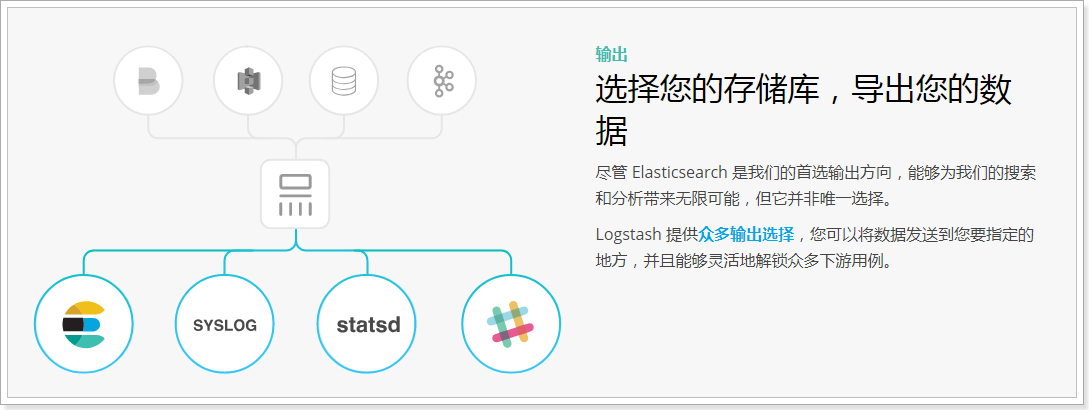 输出
选择您的存储库，导出您的数
据
尽管 Elasticsearch 是我们的首选输出方向，能够为我们的搜索
和分析带来无限可能，但它并非唯一选择。
Logstash 提供众多输出选择，您可以将数据发送到您要指定的
地方，并且能够灵活地解锁众多下游用例。
SYSLOG
statsd